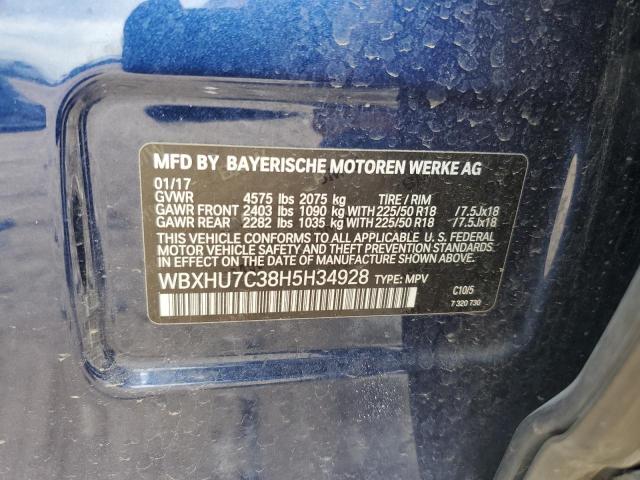 MFD BY BAYERISCHE MOTOREN WERKE AG
01/17
GVWR 4575 lbs 2075 kg TIRE / RIM
GAWR FRONT 2403 lbs 1090 kg WITH 225/50 R18 /7.5Jx18
GAWR REAR 2282 lbs 1035 kg WITH 225/50 R18 /7.5Jx18
THIS VEHICLE CONFORMS TO ALL APPLICABLE U. S. FEDERAL
MOTOR VEHICLE SAFETY AND THEFT PREVENTION STANDARDS.
IN EFFECT ON THE DATE OF MANUFACTURE SHOWN ABOVE.
WBXHU7C38H5H34928 TYPE: MPV
C10/5
7 320 730